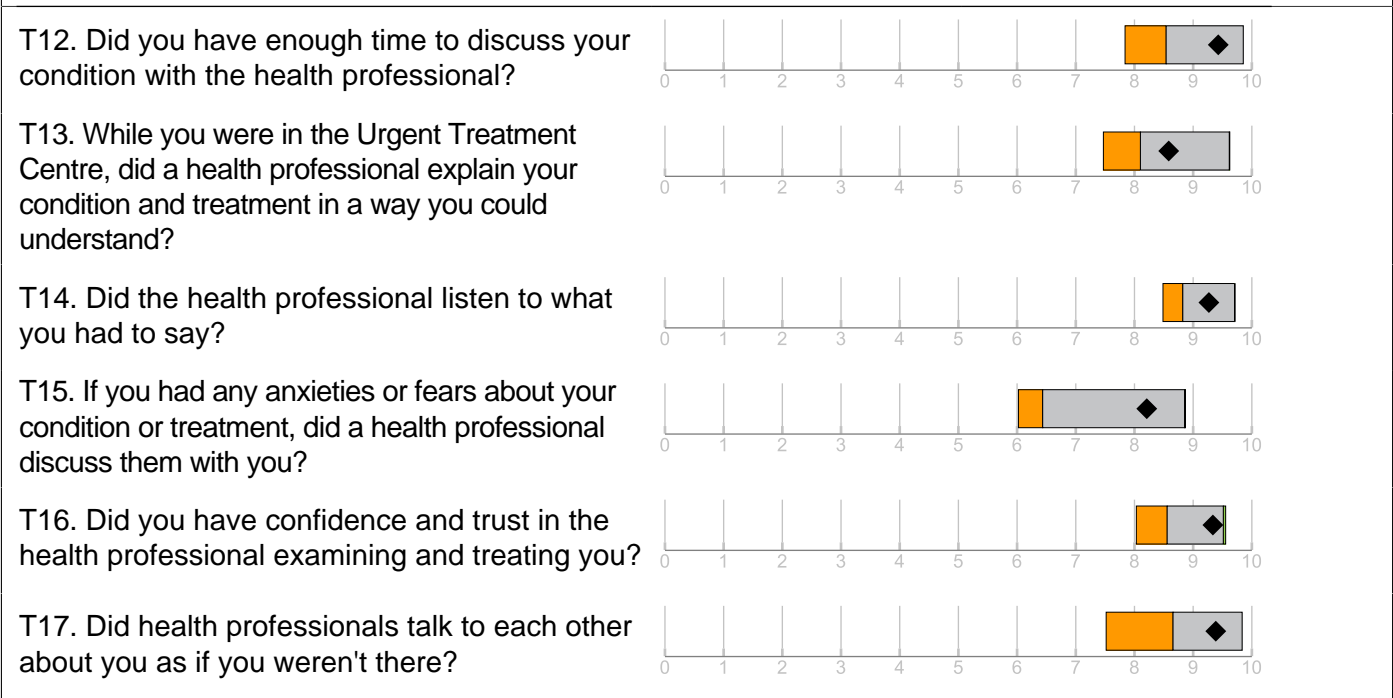 T12. Did you have enough time to discuss your
condition with the health professional?
0 1 2 3 4 5 6 7 8 9 10
T13. While you were in the Urgent Treatment
Centre, did a health professional explain your
condition and treatment in a way you could
understand?
0 1 2 3 4 5 6 7 8 9 10
T14. Did the health professional listen to what
you had to say?
0 1 2 3 4 5 6 7 8 9 10
T15. If you had any anxieties or fears about your
condition or treatment, did a health professional
discuss them with you?
0 1 2 3 4 5 6 7 8 9 10
T16. Did you have confidence and trust in the
health professional examining and treating you?
0 1 2 3 4 5 6 7 8 9 10
T17. Did health professionals talk to each other
about you as if you weren't there?
0 1 2 3 4 5 6 7 8 9 10